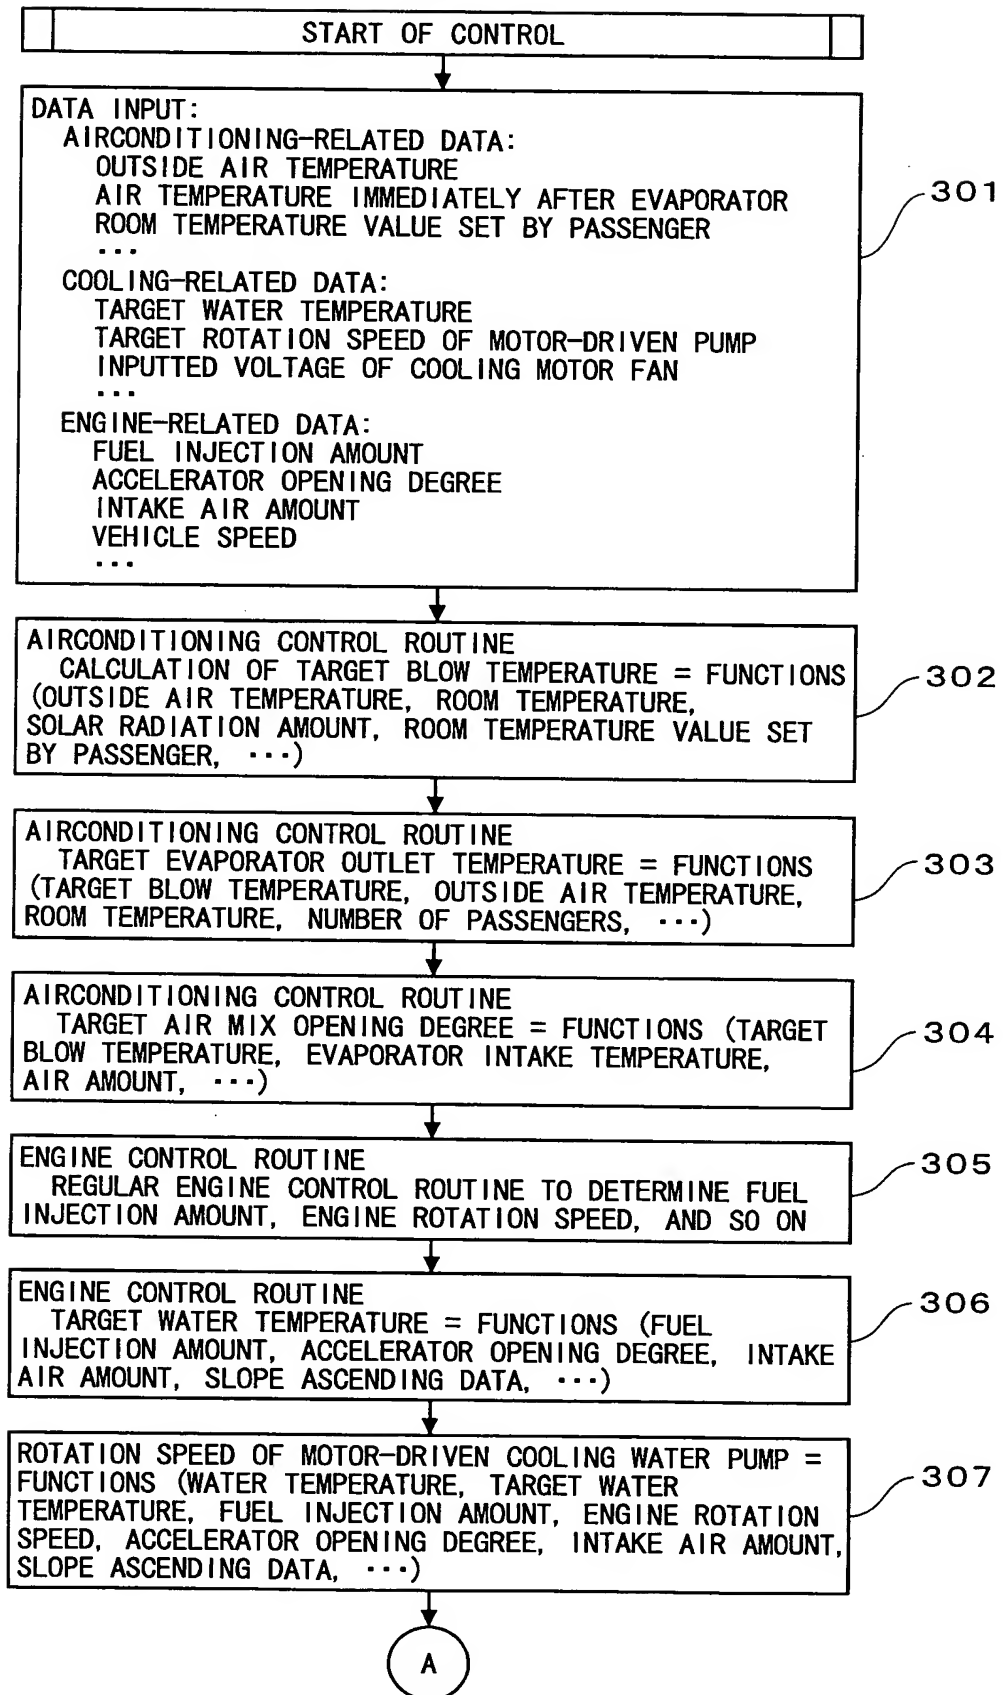 START OF CONTROL
DATA INPUT:
AIRCONDITIONING-RELATED DATA:
OUTSIDE AIR TEMPERATURE
AIR TEMPERATURE IMMEDIATELY AFTER EVAPORATOR
ROOM TEMPERATURE VALUE SET BY PASSENGER
...
COOLING-RELATED DATA:
TARGET WATER TEMPERATURE
TARGET ROTATION SPEED OF MOTOR-DRIVEN PUMP
INPUTTED VOLTAGE OF COOLING MOTOR FAN
...
ENGINE-RELATED DATA:
FUEL INJECTION AMOUNT
ACCELERATOR OPENING DEGREE
INTAKE AIR AMOUNT
VEHICLE SPEED
...
301
AIRCONDITIONING CONTROL ROUTINE
CALCULATION OF TARGET BLOW TEMPERATURE = FUNCTIONS
(OUTSIDE AIR TEMPERATURE, ROOM TEMPERATURE,
SOLAR RADIATION AMOUNT, ROOM TEMPERATURE VALUE SET
BY PASSENGER, ···)
302
AIRCONDITIONING CONTROL ROUTINE
TARGET EVAPORATOR OUTLET TEMPERATURE = FUNCTIONS
(TARGET BLOW TEMPERATURE, OUTSIDE AIR TEMPERATURE,
ROOM TEMPERATURE, NUMBER OF PASSENGERS, ···)
303
AIRCONDITIONING CONTROL ROUTINE
TARGET AIR MIX OPENING DEGREE = FUNCTIONS (TARGET
BLOW TEMPERATURE, EVAPORATOR INTAKE TEMPERATURE,
AIR AMOUNT, ···)
304
ENGINE CONTROL ROUTINE
REGULAR ENGINE CONTROL ROUTINE TO DETERMINE FUEL
INJECTION AMOUNT, ENGINE ROTATION SPEED, AND SO ON
305
ENGINE CONTROL ROUTINE
TARGET WATER TEMPERATURE = FUNCTIONS (FUEL
INJECTION AMOUNT, ACCELERATOR OPENING DEGREE, INTAKE
AIR AMOUNT, SLOPE ASCENDING DATA, ···)
306
ROTATION SPEED OF MOTOR-DRIVEN COOLING WATER PUMP =
FUNCTIONS (WATER TEMPERATURE, TARGET WATER
TEMPERATURE, FUEL INJECTION AMOUNT, ENGINE ROTATION
SPEED, ACCELERATOR OPENING DEGREE, INTAKE AIR AMOUNT,
SLOPE ASCENDING DATA, ···)
307
A